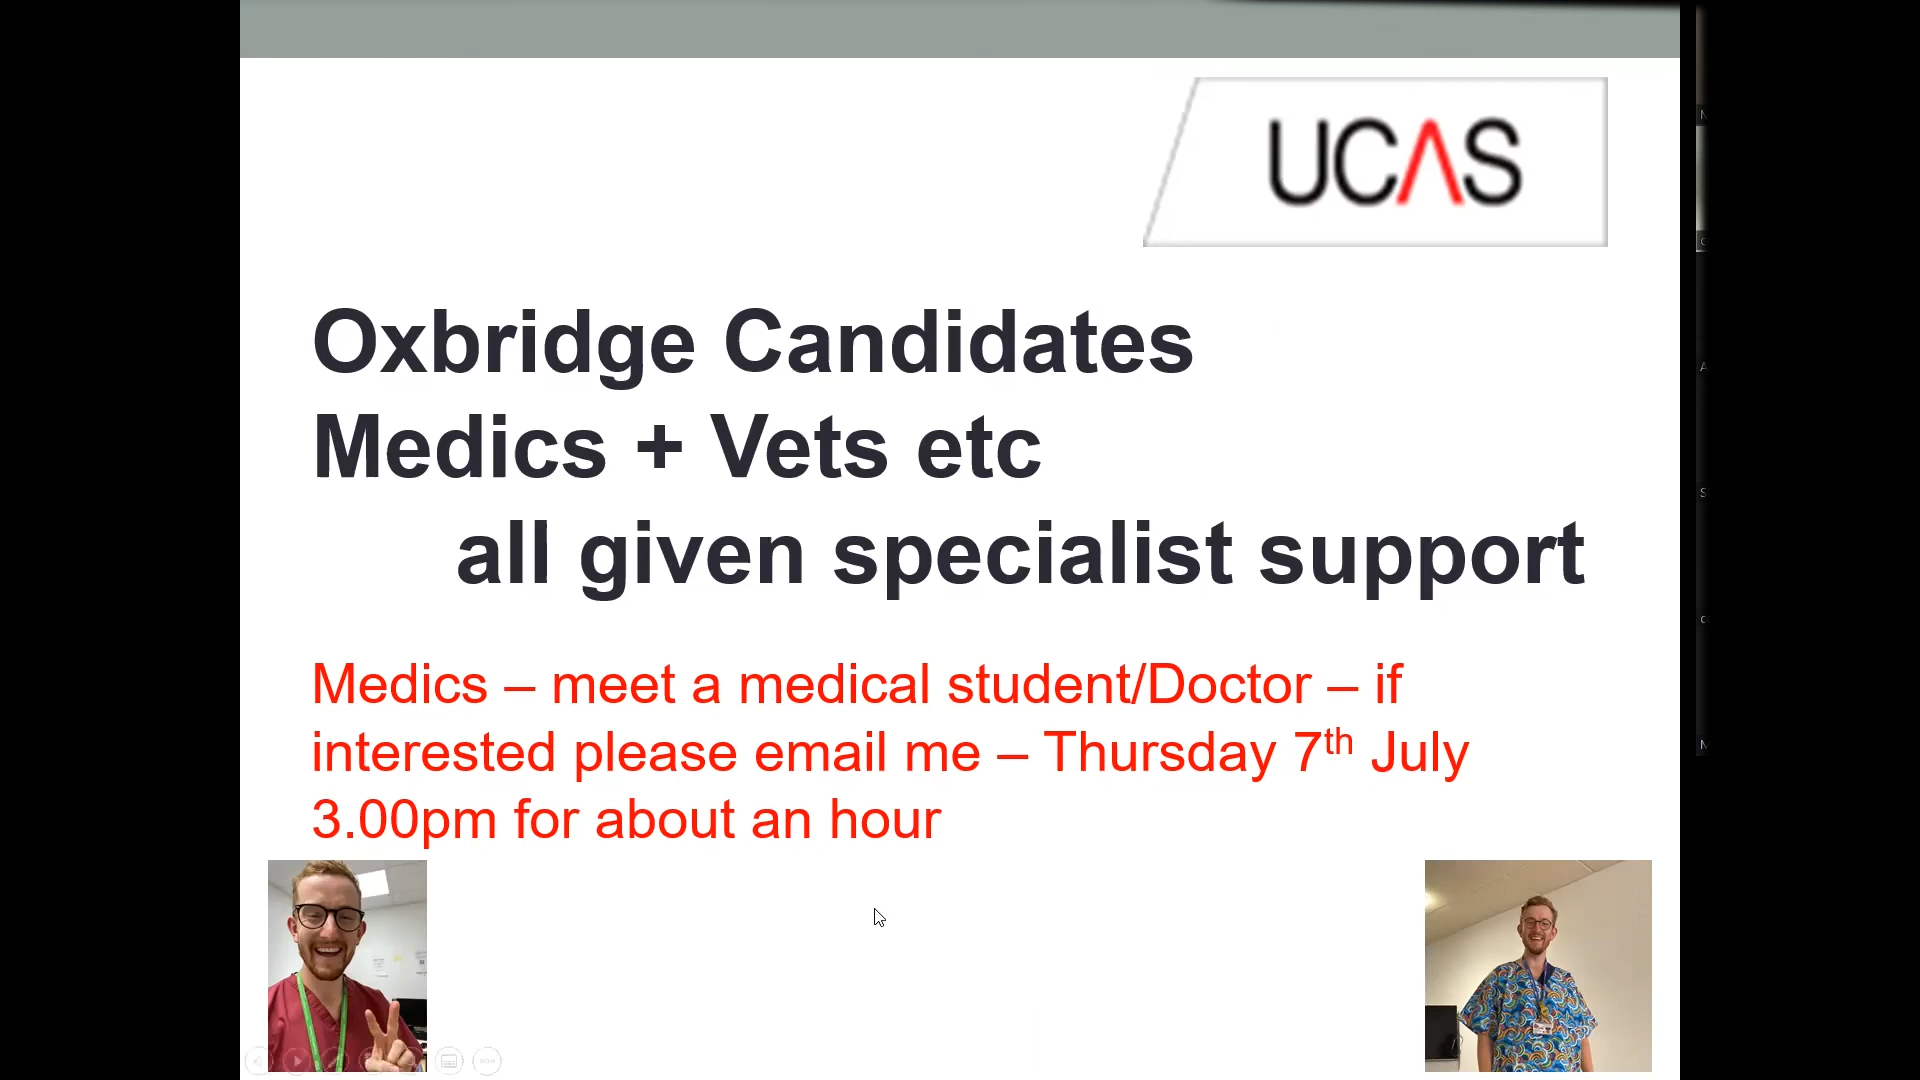 UCAS
Oxbridge Candidates
Medics + Vets etc
all given specialist support
Medics – meet a medical student/Doctor – if
interested please email me – Thursday 7th July
3.00pm for about an hour